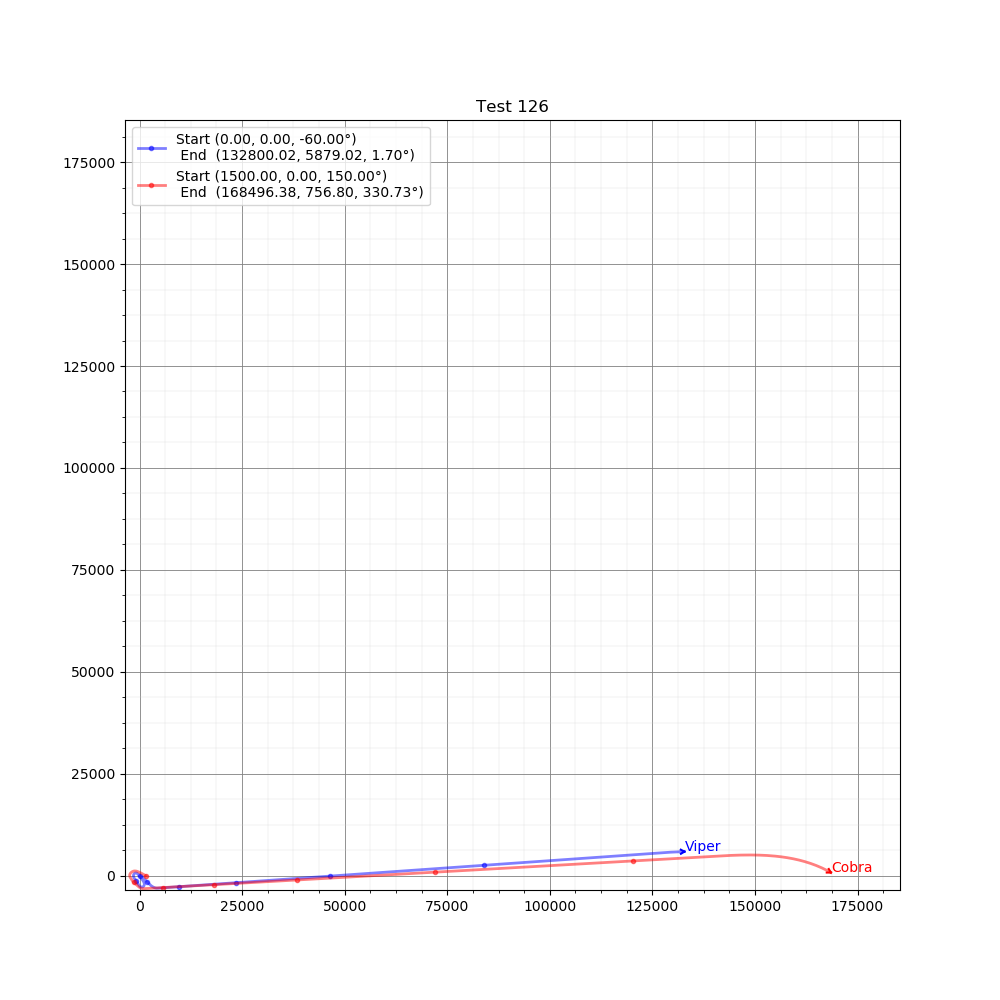 Test 126
Start (0.00, 0.00, -60.00°)
End (132800.02, 5879.02, 1.70°)
Start (1500.00, 0.00, 150.00°)
End (168496.38, 756.80, 330.73°)
175000
150000
125000
100000
75000
50000
25000
0
Viper
Cobra
0 25000 50000 75000 100000 125000 150000 175000